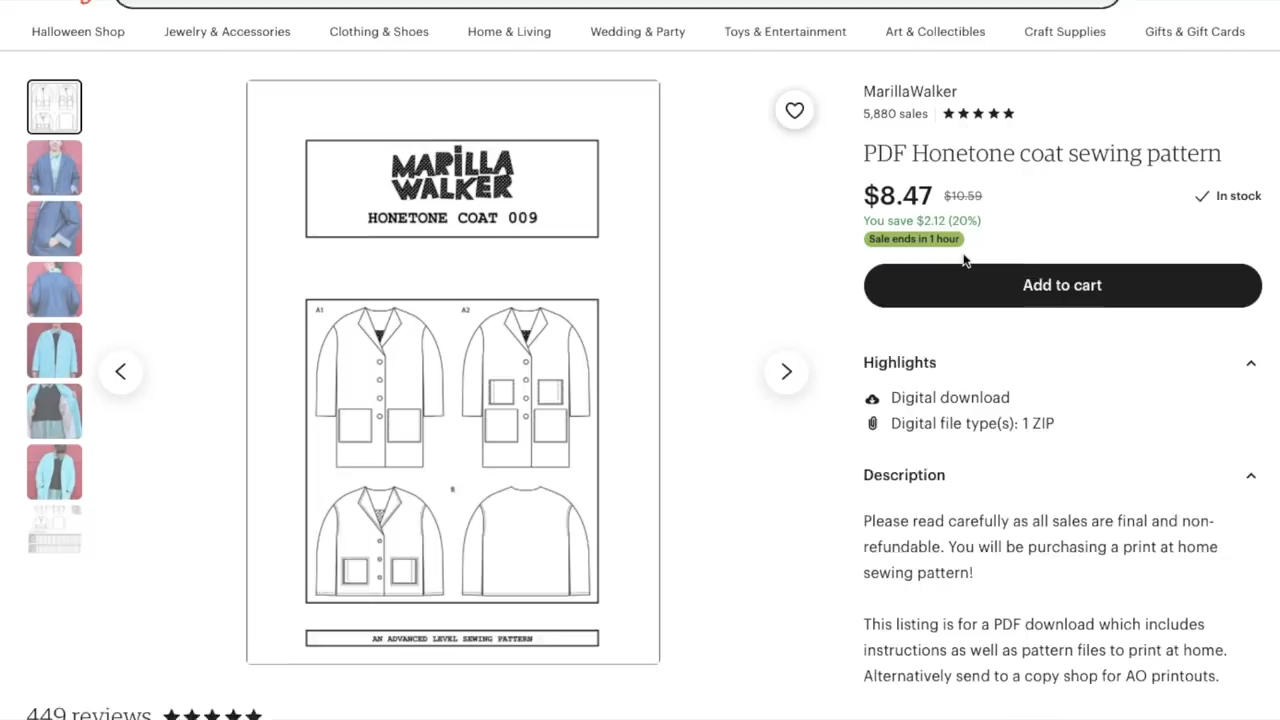 Halloween Shop
Jewelry & Accessories
Clothing & Shoes
Home & Living
Wedding & Party
Toys & Entertainment
Art & Collectibles
Craft Supplies
Gifts & Gift Cards
MARiLLA
WALKER
HONETONE COAT 009
A1
A2
B
AN ADVANCED LEVEL SEWING PATTERN
449 reviews
MarillaWalker
5,880 sales
PDF Honetone coat sewing pattern
$8.47 $10.59
In stock
You save $2.12 (20%)
Sale ends in 1 hour
Add to cart
Highlights
Digital download
Digital file type(s): 1 ZIP
Description
Please read carefully as all sales are final and non-
refundable. You will be purchasing a print at home
sewing pattern!
This listing is for a PDF download which includes
instructions as well as pattern files to print at home.
Alternatively send to a copy shop for AO printouts.